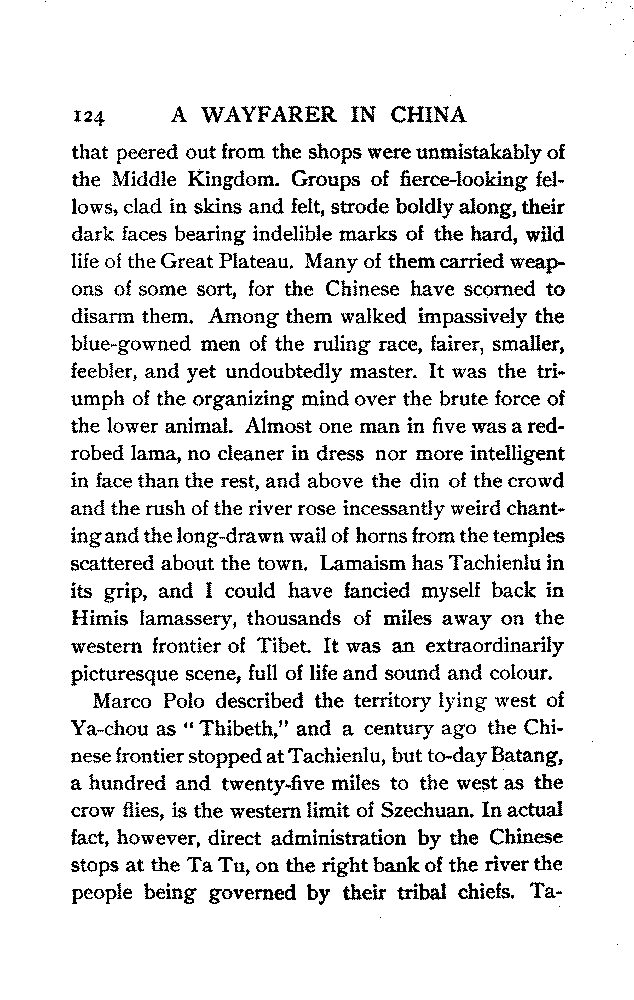 124 A WAYFARER IN CHINA
that peered out from the shops were unmistakably of
the Middle Kingdom. Groups of fierce-looking fel-
lows, clad in skins and felt, strode boldly along, their
dark faces bearing indelible marks of the hard, wild
life of the Great Plateau. Many of them carried weap-
ons of some sort, for the Chinese have scorned to
disarm them. Among them walked impassively the
blue-gowned men of the ruling race, fairer, smaller,
feebler, and yet undoubtedly master. It was the tri-
umph of the organizing mind over the brute force of
the lower animal. Almost one man in five was a red-
robed lama, no cleaner in dress nor more intelligent
in face than the rest, and above the din of the crowd
and the rush of the river rose incessantly weird chant-
ing and the long-drawn wail of horns from the temples
scattered about the town. Lamaism has Tachienlu in
its grip, and I could have fancied myself back in
Himis lamassery, thousands of miles away on the
western frontier of Tibet. It was an extraordinarily
picturesque scene, full of life and sound and colour.
Marco Polo described the territory lying west of
Ya-chou as "Thibeth," and a century ago the Chi-
nese frontier stopped at Tachienlu, but to-day Batang,
a hundred and twenty-five miles to the west as the
crow flies, is the western limit of Szechuan. In actual
fact, however, direct administration by the Chinese
stops at the Ta Tu, on the right bank of the river the
people being governed by their tribal chiefs. Ta-